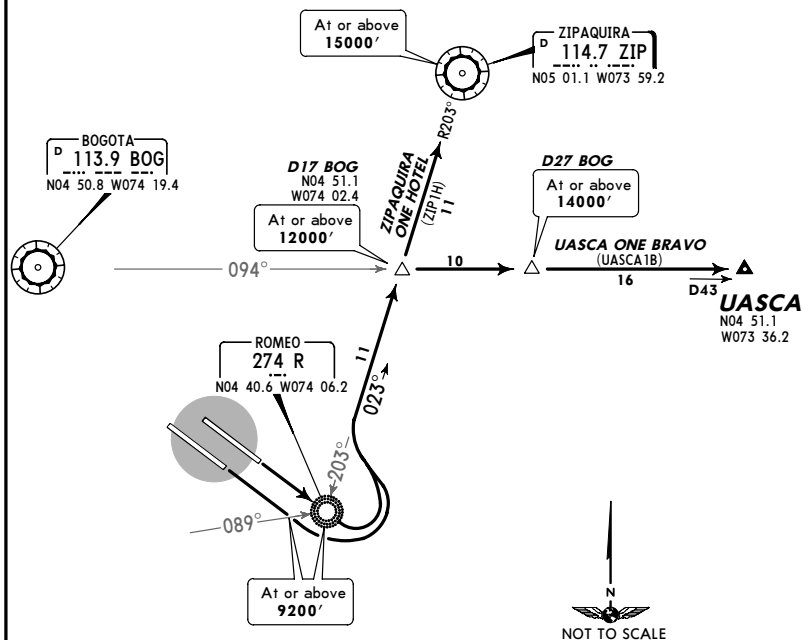 At or above
15000'
ZIPAQUIRA
D 114.7 ZIP
N05 01.1 W073 59.2
BOGOTA
D 113.9 BOG
N04 50.8 W074 19.4
R203°
D17 BOG
N04 51.1
W074 02.4
ZIPAQUIRA
ONE HOTEL
(ZIP1H)
11
D27 BOG
At or above
14000'
At or above
12000'
094°
10
UASCA ONE BRAVO
(UASCA1B)
16
D43
UASCA
N04 51.1
W073 36.2
ROMEO
274 R
N04 40.6 W074 06.2
11
023°
203°
089°
At or above
9200'
N
NOT TO SCALE